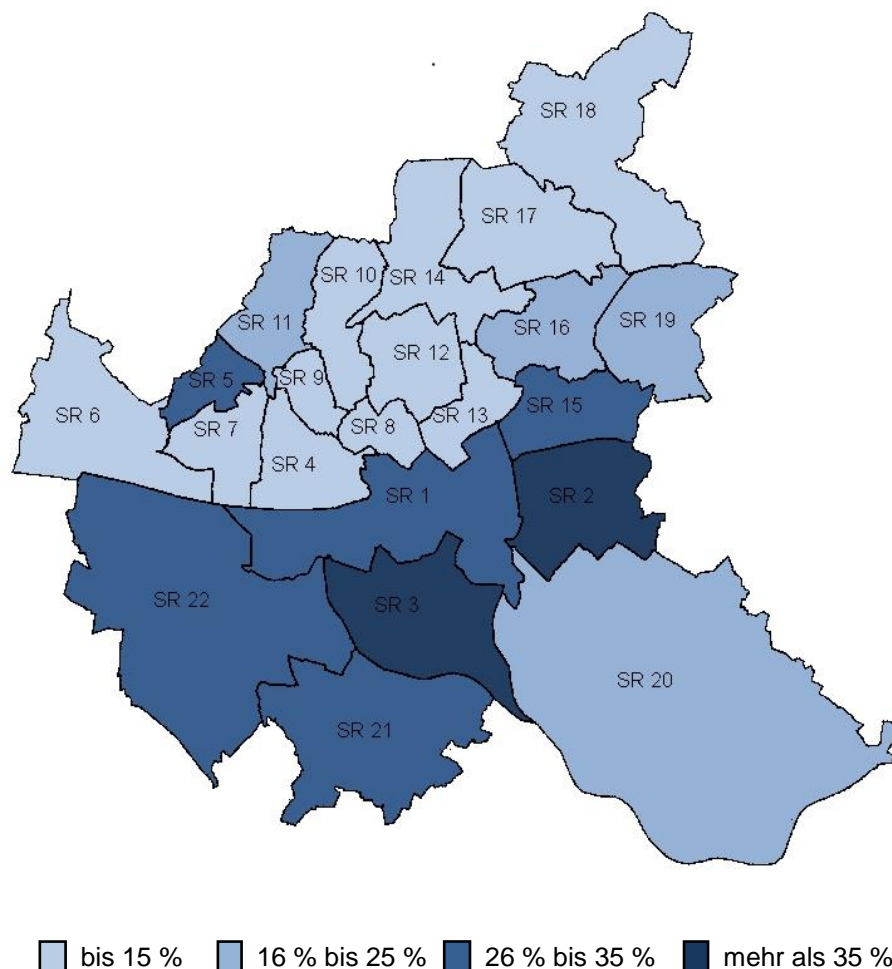 SR 18
SR 17
SR 10
SR 14
SR 11
SR 16
SR 19
SR 12
SR 9
SR 5
SR 15
SR 6
SR 7
SR 8
SR 13
SR 4
SR 1
SR 2
SR 22
SR 3
SR 20
SR 21
bis 15 % 16 % bis 25 % 26 % bis 35 % mehr als 35 %